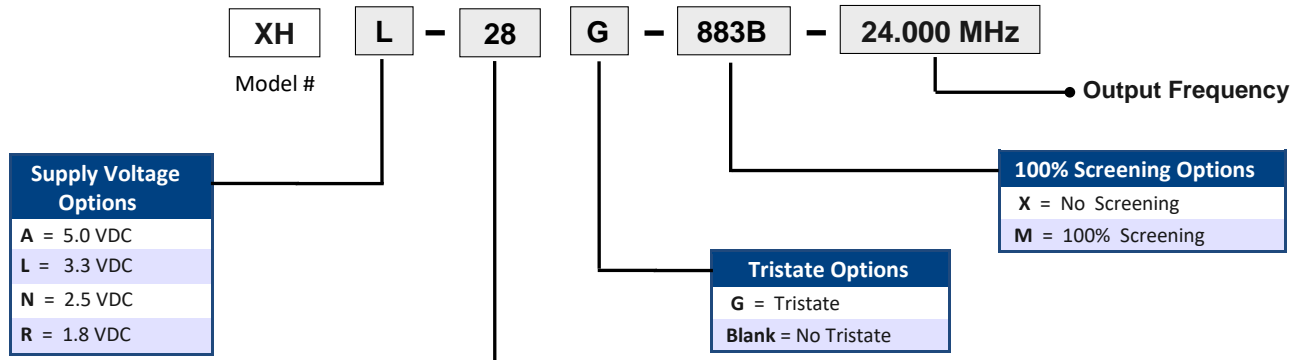 XH L – 28 G – 883B – 24.000 MHz
Model #
Output Frequency
Supply Voltage
Options
A = 5.0 VDC
L = 3.3 VDC
N = 2.5 VDC
R = 1.8 VDC
Tristate Options
G = Tristate
Blank = No Tristate
100% Screening Options
X = No Screening
M = 100% Screening